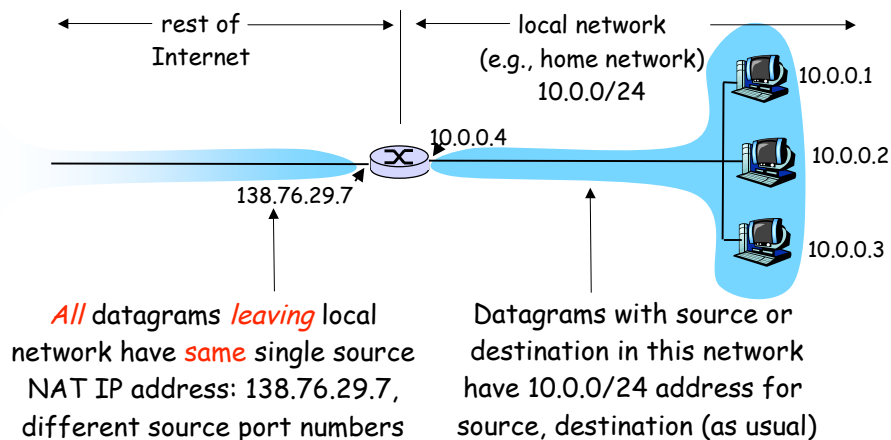 rest of
Internet
local network
(e.g., home network)
10.0.0/24
10.0.0.1
10.0.0.4
10.0.0.2
138.76.29.7
10.0.0.3
All datagrams leaving local
network have same single source
NAT IP address: 138.76.29.7,
different source port numbers
Datagrams with source or
destination in this network
have 10.0.0/24 address for
source, destination (as usual)